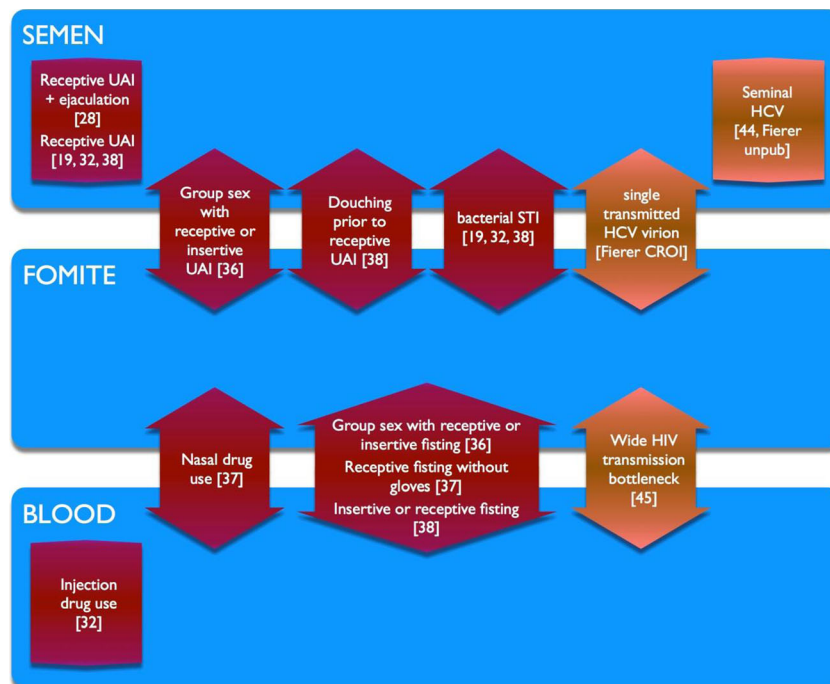 SEMEN
Receptive UAI
+ ejaculation
[28]
Receptive UAI
[19, 32, 38]
Seminal
HCV
[44, Fierer
unpub]
Group sex
with
receptive or
insertive
UAI [36]
Douching
prior to
receptive
UAI [38]
bacterial STI
[19, 32, 38]
single
transmitted
HCV virion
[Fierer CROI]
FOMITE
Nasal drug
use [37]
Group sex with receptive or
insertive fisting [36]
Receptive fisting without
gloves [37]
Insertive or receptive fisting
[38]
Wide HIV
transmission
bottleneck
[45]
BLOOD
Injection
drug use
[32]